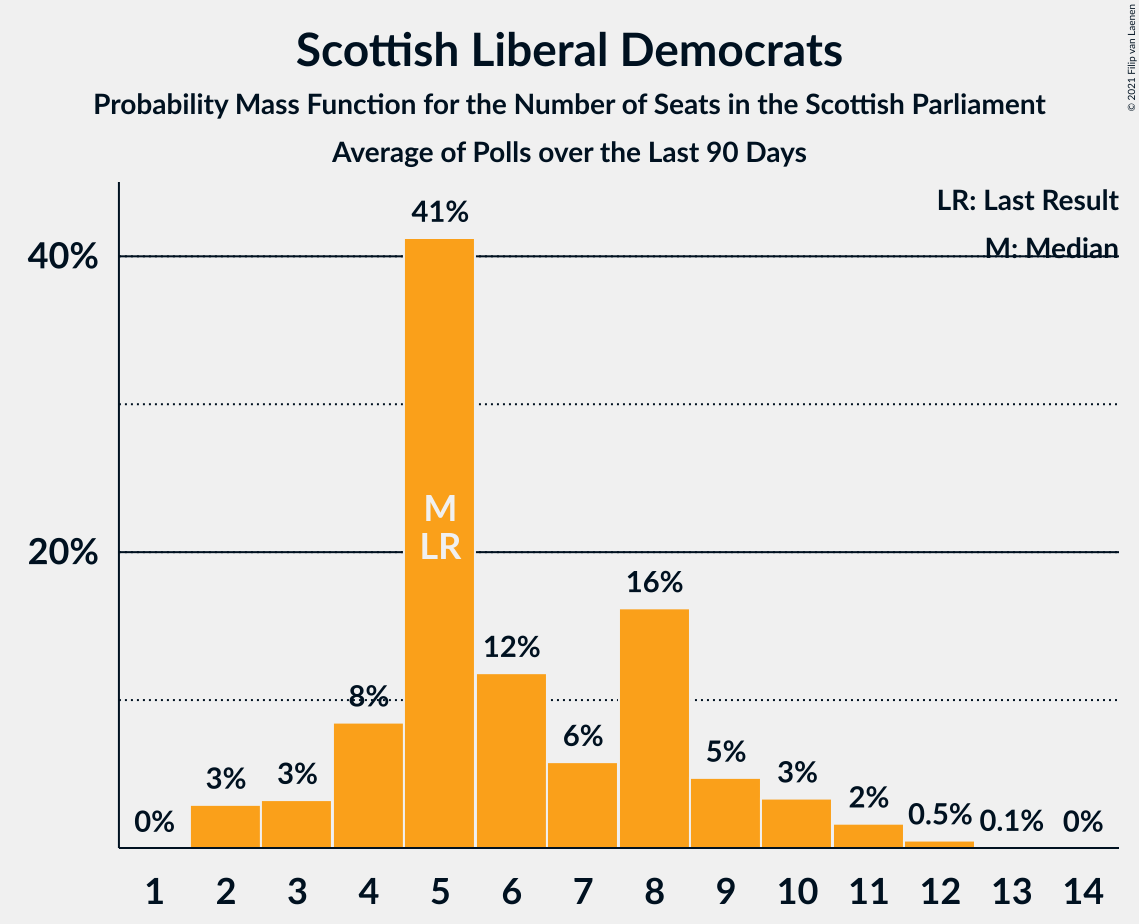 Scottish Liberal Democrats
Probability Mass Function for the Number of Seats in the Scottish Parliament
Average of Polls over the Last 90 Days
© 2021 Filip van Laenen
LR: Last Result
M: Median
40%
20%
0%
3%
3%
8%
41%
M
LR
12%
6%
16%
5%
3%
2%
0.5%
0.1%
0%
1 2 3 4 5 6 7 8 9 10 11 12 13 14